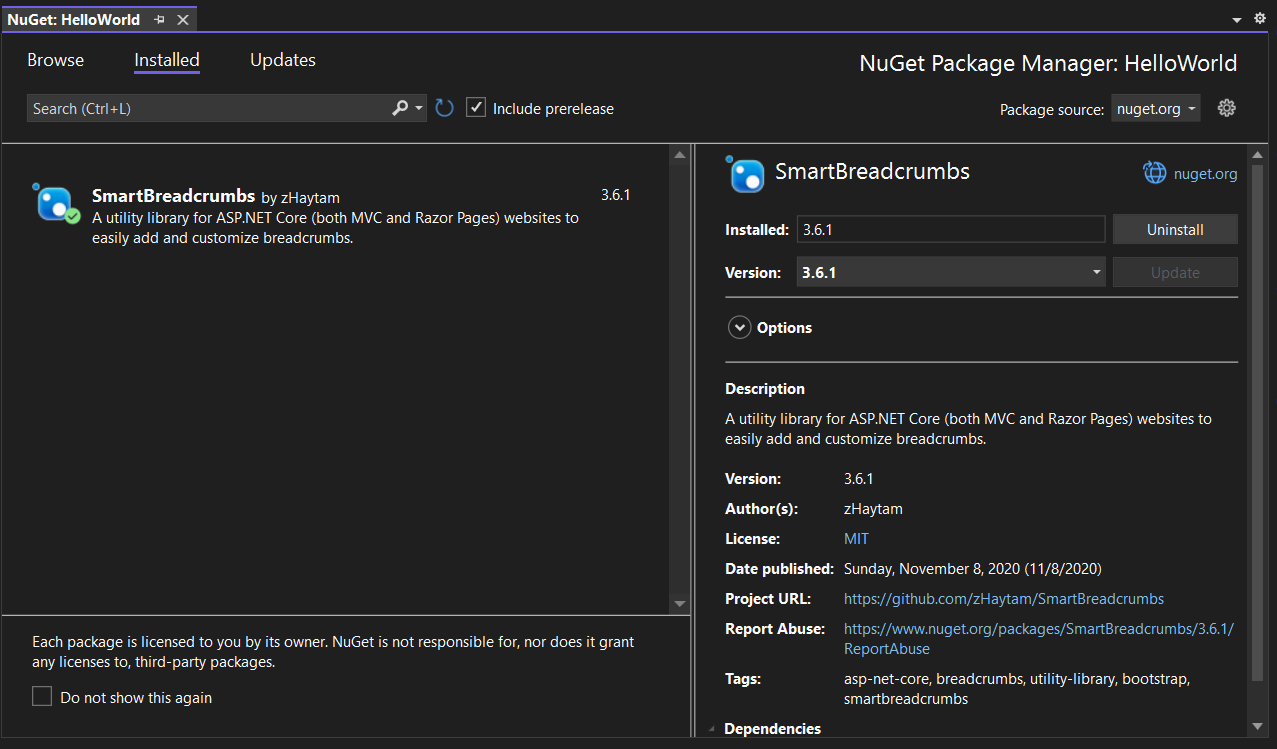 NuGet: HelloWorld
Browse Installed Updates
NuGet Package Manager: HelloWorld
Search (Ctrl+L)
Include prerelease
Package source: nuget.org
SmartBreadcrumbs by zHaytam
3.6.1
A utility library for ASP.NET Core (both MVC and Razor Pages) websites to
easily add and customize breadcrumbs.
Each package is licensed to you by its owner. NuGet is not responsible for, nor does it grant
any licenses to, third-party packages.
Do not show this again
SmartBreadcrumbs
nuget.org
Installed: 3.6.1 Uninstall
Version: 3.6.1 Update
Options
Description
A utility library for ASP.NET Core (both MVC and Razor Pages) websites to
easily add and customize breadcrumbs.
Version: 3.6.1
Author(s): zHaytam
License: MIT
Date published: Sunday, November 8, 2020 (11/8/2020)
Project URL: https://github.com/zHaytam/SmartBreadcrumbs
Report Abuse: https://www.nuget.org/packages/SmartBreadcrumbs/3.6.1/
ReportAbuse
Tags: asp-net-core, breadcrumbs, utility-library, bootstrap,
smartbreadcrumbs
Dependencies